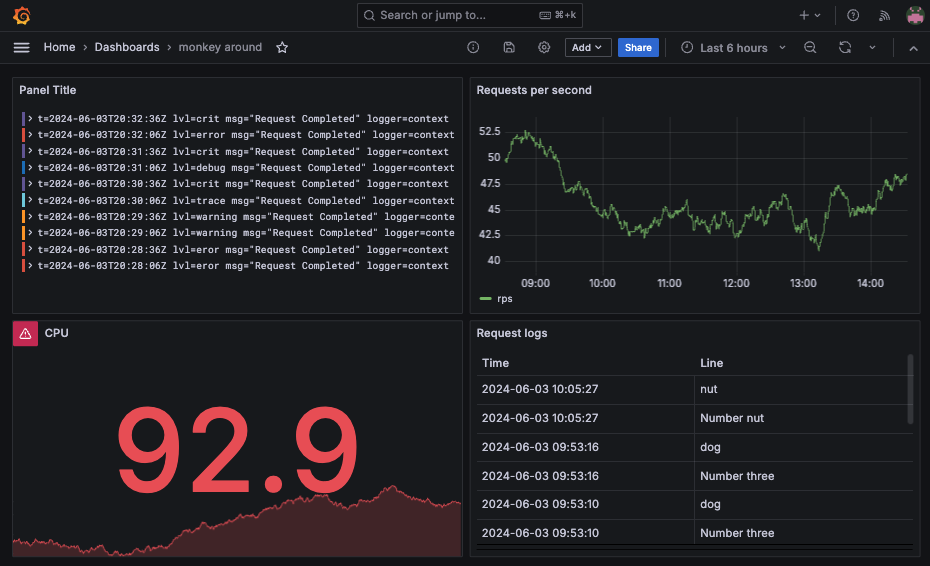 Search or jump to... ⌘+k
Home > Dashboards > monkey around
Add
Share
Last 6 hours
Panel Title
> t=2024-06-03T20:32:36Z lvl=crit msg="Request Completed" logger=context
> t=2024-06-03T20:32:06Z lvl=error msg="Request Completed" logger=context
> t=2024-06-03T20:31:36Z lvl=crit msg="Request Completed" logger=context
> t=2024-06-03T20:31:06Z lvl=debug msg="Request Completed" logger=context
> t=2024-06-03T20:30:36Z lvl=crit msg="Request Completed" logger=context
> t=2024-06-03T20:30:06Z lvl=trace msg="Request Completed" logger=context
> t=2024-06-03T20:29:36Z lvl=warning msg="Request Completed" logger=conte
> t=2024-06-03T20:29:06Z lvl=warning msg="Request Completed" logger=conte
> t=2024-06-03T20:28:36Z lvl=eror msg="Request Completed" logger=context
> t=2024-06-03T20:28:06Z lvl=eror msg="Request Completed" logger=context
Requests per second
52.5
50
47.5
45
42.5
40
09:00 10:00 11:00 12:00 13:00 14:00
rps
CPU
92.9
Request logs
Time Line
2024-06-03 10:05:27 nut
2024-06-03 10:05:27 Number nut
2024-06-03 09:53:16 dog
2024-06-03 09:53:16 Number three
2024-06-03 09:53:10 dog
2024-06-03 09:53:10 Number three